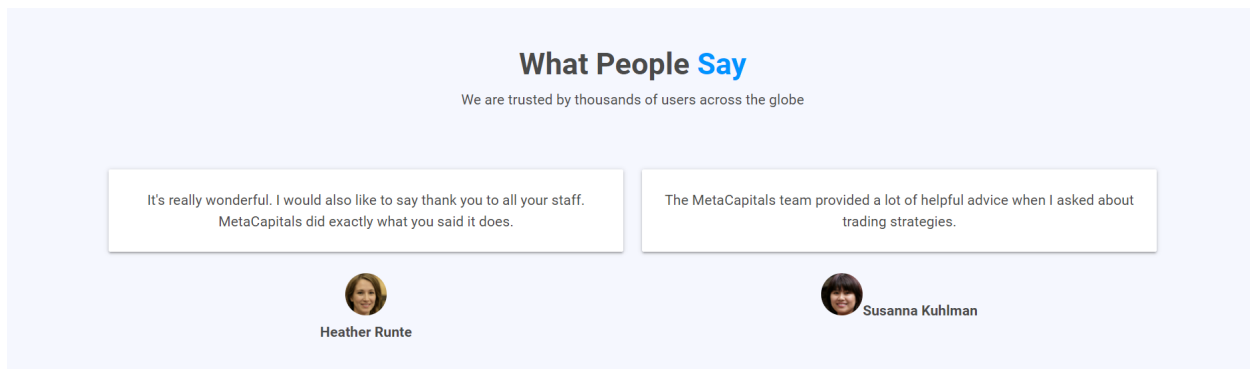 What People Say
We are trusted by thousands of users across the globe
It's really wonderful. I would also like to say thank you to all your staff.
MetaCapitals did exactly what you said it does.
Heather Runte
The MetaCapitals team provided a lot of helpful advice when I asked about
trading strategies.
Susanna Kuhlman